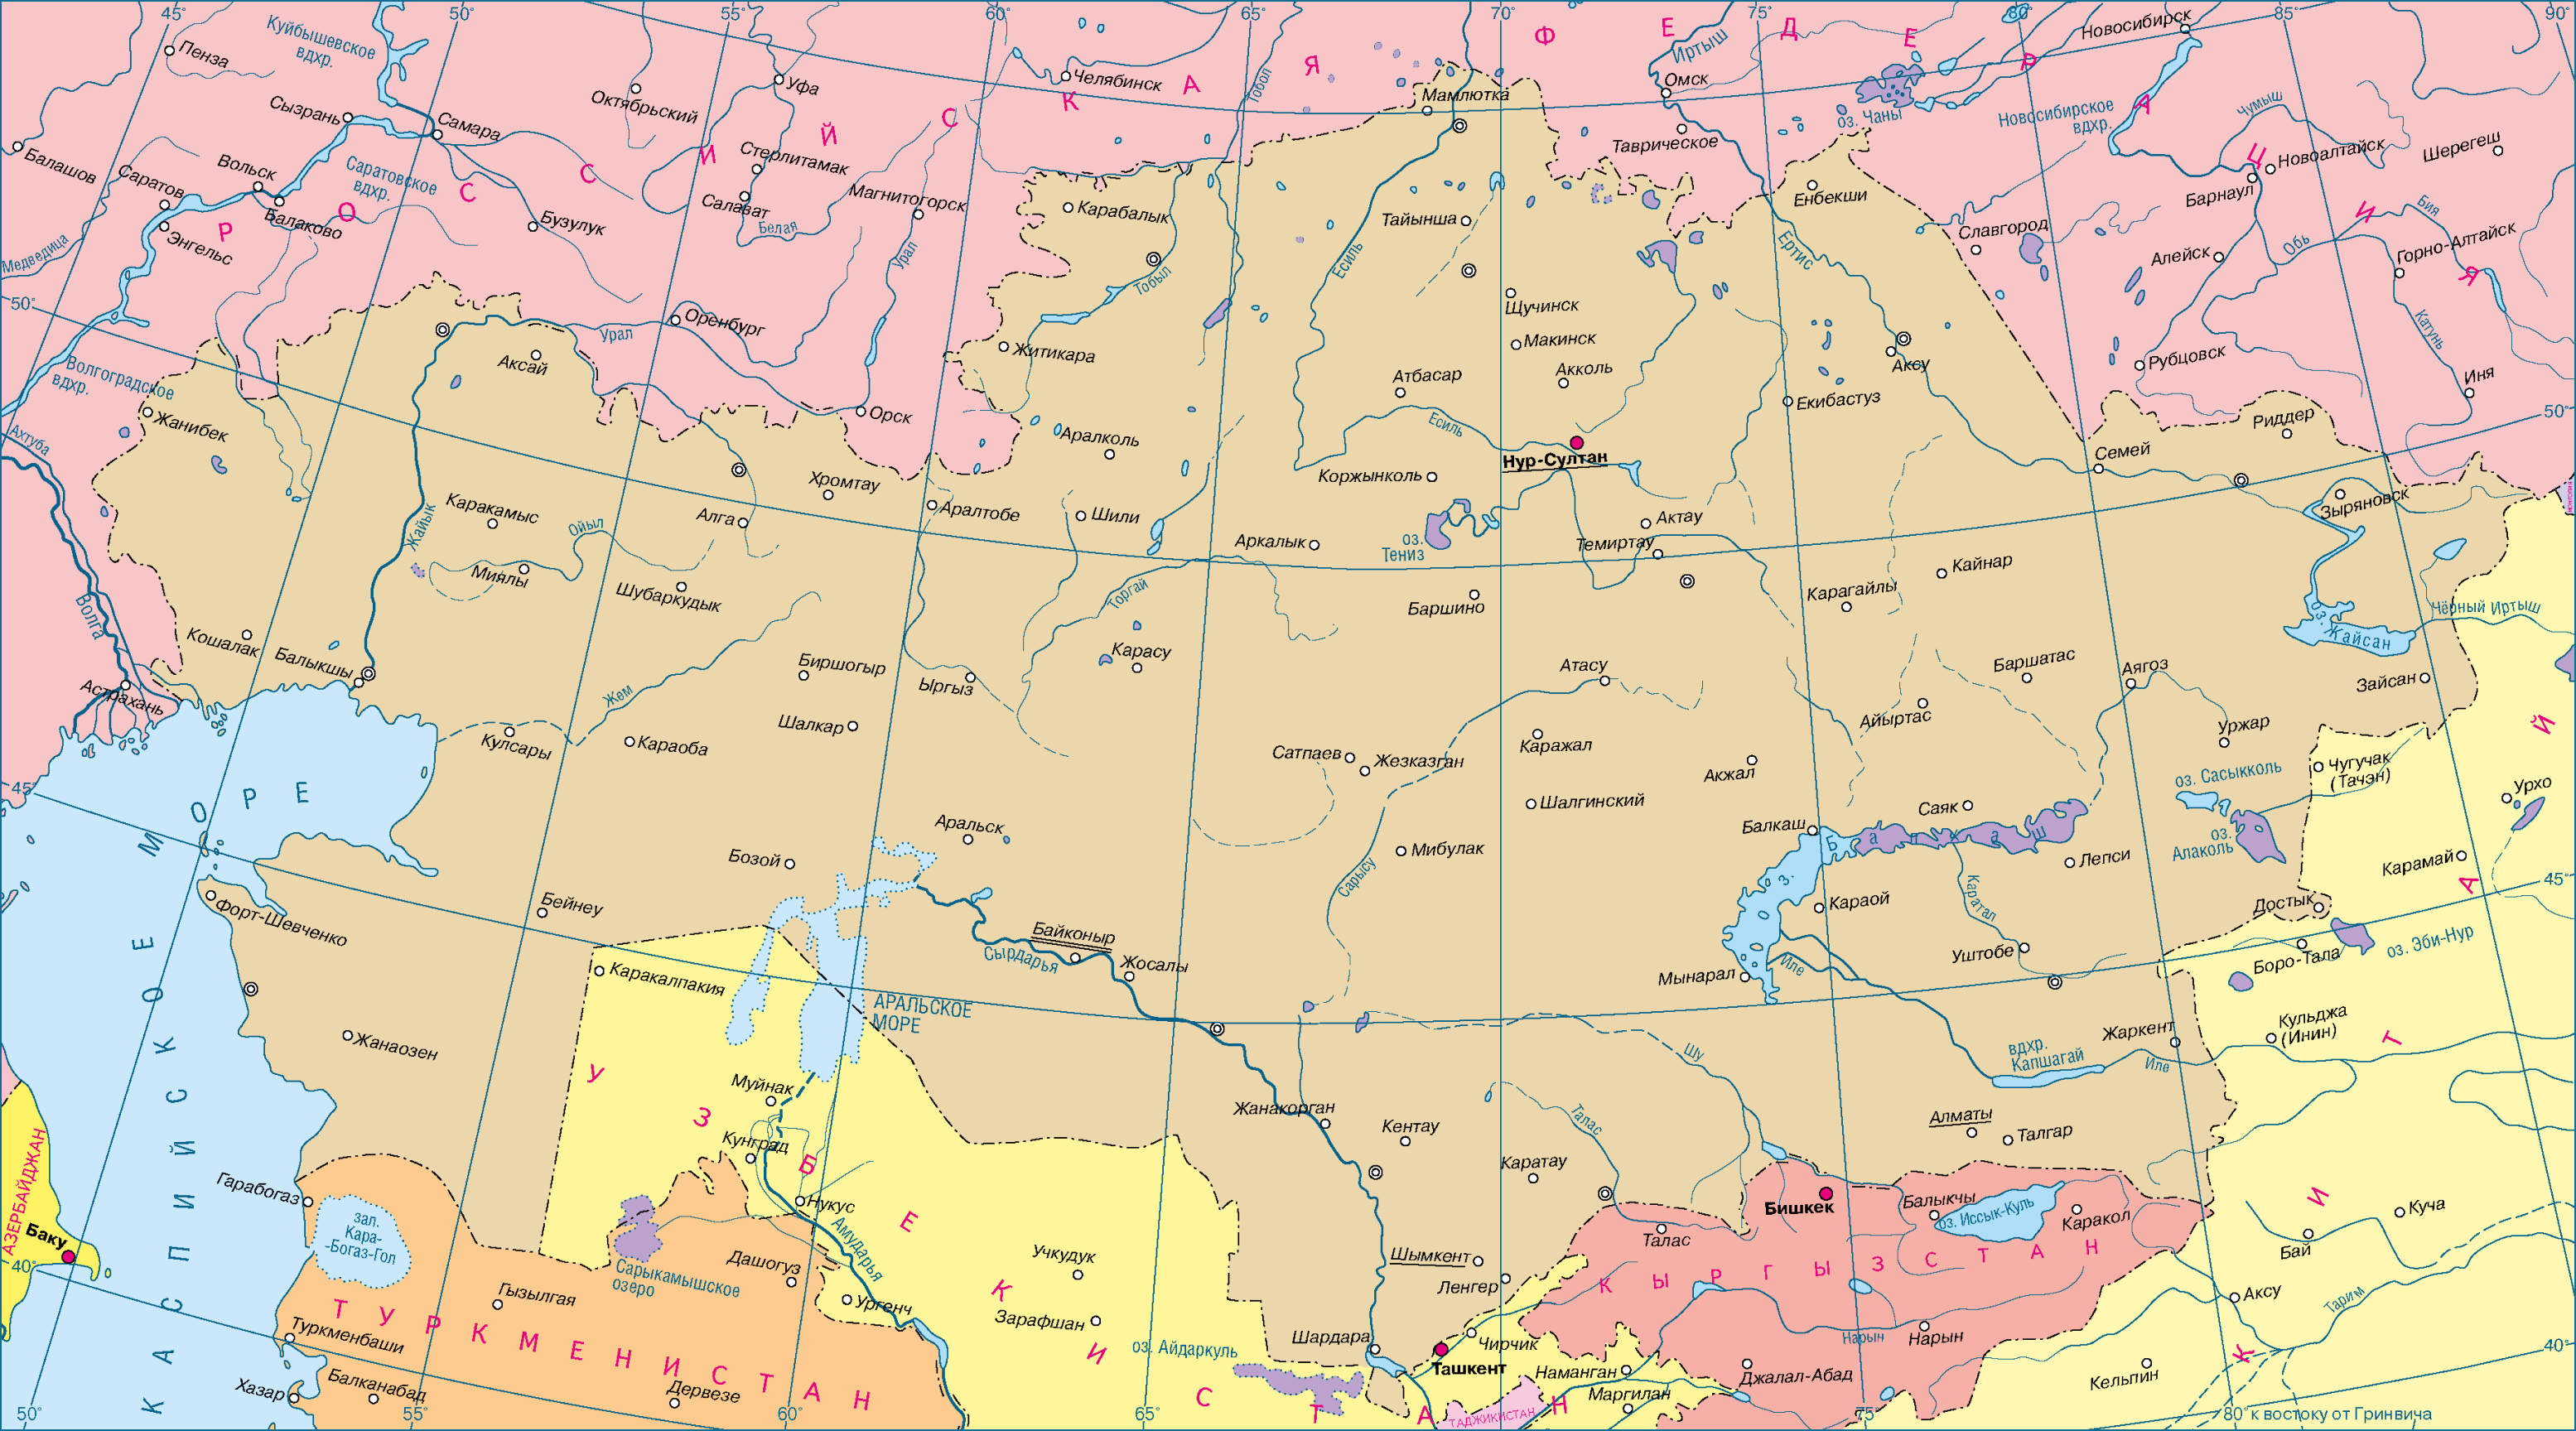 45°
50°
55°
60°
65°
70°
75°
80°
85°
90°
Р О С С И Й С К А Я
Ф Е Д Е Р А Ц И Я
Куйбышевское
вдхр.
Пенза
Сызрань
Самара
Октябрьский
Уфа
Челябинск
Тобол
Мамлютка
Иртыш
Омск
Таврическое
оз. Чаны
Новосибирск
Новосибирское
вдхр.
Чумыш
Новоалтайск
Шерегеш
Барнаул
Балашов
Саратов
Вольск
Саратовское
вдхр.
Балаково
Энгельс
Медведица
Бузулук
Стерлитамак
Салават
Белая
Магнитогорск
Урал
Карабалык
Тобыл
Тайынша
Есиль
Енбекши
Ертис
Славгород
Алейск
Обь
Бия
Горно-Алтайск
Катунь
50°
Волгоградское
вдхр.
Ахтуба
Жанибек
Аксай
Урал
Оренбург
Орск
Житикара
Аралколь
Щучинск
Макинск
Акколь
Атбасар
Есиль
Аксу
Екибастуз
Рубцовск
Иня
50°
Риддер
Семей
Нур-Султан
Коржынколь
Хромтау
Алга
Каракамыс
Ойыл
Жайык
Миялы
Шубаркудык
Аралтобе
Шили
Аркалык
оз.
Тениз
Актау
Темиртау
Кайнар
Карагайлы
Баршино
Зыряновск
Чёрный Иртыш
оз. Жайсан
Зайсан
Волга
Кошалак
Балыкшы
Астрахань
Торгай
Карасу
Биршогыр
Ыргыз
Шалкар
Жем
Кулсары
Караоба
Атасу
Каражал
Сатпаев
Жезказган
Шалгинский
Акжал
Баршатас
Аягоз
Айыртас
Уржар
оз. Сасыкколь
Чугучак
(Тачэн)
Урхо
45°
Аральск
Бозой
Бейнеу
Форт-Шевченко
Мибулак
Сарысу
Балкаш
Саяк
оз. Балхаш
Лепси
оз.
Алаколь
Карамай
45°
Караой
Каратал
Достык
Уштобе
Мынарал
Иле
Боро-Тала
оз. Эби-Нур
Байконыр
Сырдарья
Жосалы
Каракалпакия
АРАЛЬСКОЕ
МОРЕ
Жанаозен
Шу
вдхр.
Капшагай
Жаркент
Иле
Кульджа
(Инин)
К А С П И Й С К О Е М О Р Е
АЗЕРБАЙДЖАН
Баку
40°
Муйнак
Кунград
Нукус
Амударья
Жанакорган
Кентау
Талас
Каратау
Алматы
Талгар
Гарабогаз
зал.
Кара-
-Богаз-Гол
Сарыкамышское
озеро
Дашогуз
Ургенч
Гызылгая
Туркменбаши
Хазар
Балканабад
Дервезе
Т У Р К М Е Н И С Т А Н
У З Б Е К И С Т А Н
Учкудук
Зарафшан
оз. Айдаркуль
Шымкент
Ленгер
Шардара
Чирчик
Ташкент
Талас
Бишкек
Балыкчы
оз. Иссык-Куль
Каракол
К Ы Р Г Ы З С Т А Н
Нарын
Нарын
Наманган
Маргилан
Джалал-Абад
ТАДЖИКИСТАН
К И Т А Й
Куча
Бай
Аксу
Тарим
Кельпин
40°
50°
55°
60°
65°
75°
80° к востоку от Гринвича